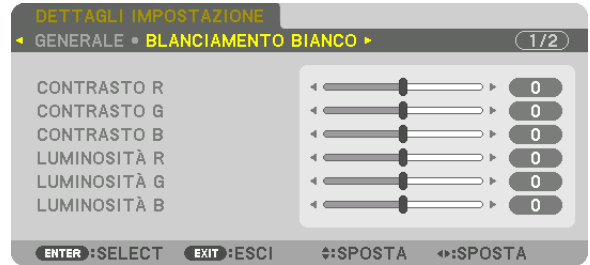 DETTAGLI IMPOSTAZIONE
GENERALE • BLANCIAMENTO BIANCO 1/2
CONTRASTO R 0
CONTRASTO G 0
CONTRASTO B 0
LUMINOSITÀ R 0
LUMINOSITÀ G 0
LUMINOSITÀ B 0
ENTER :SELECT EXIT :ESCI :SPOSTA :SPOSTA